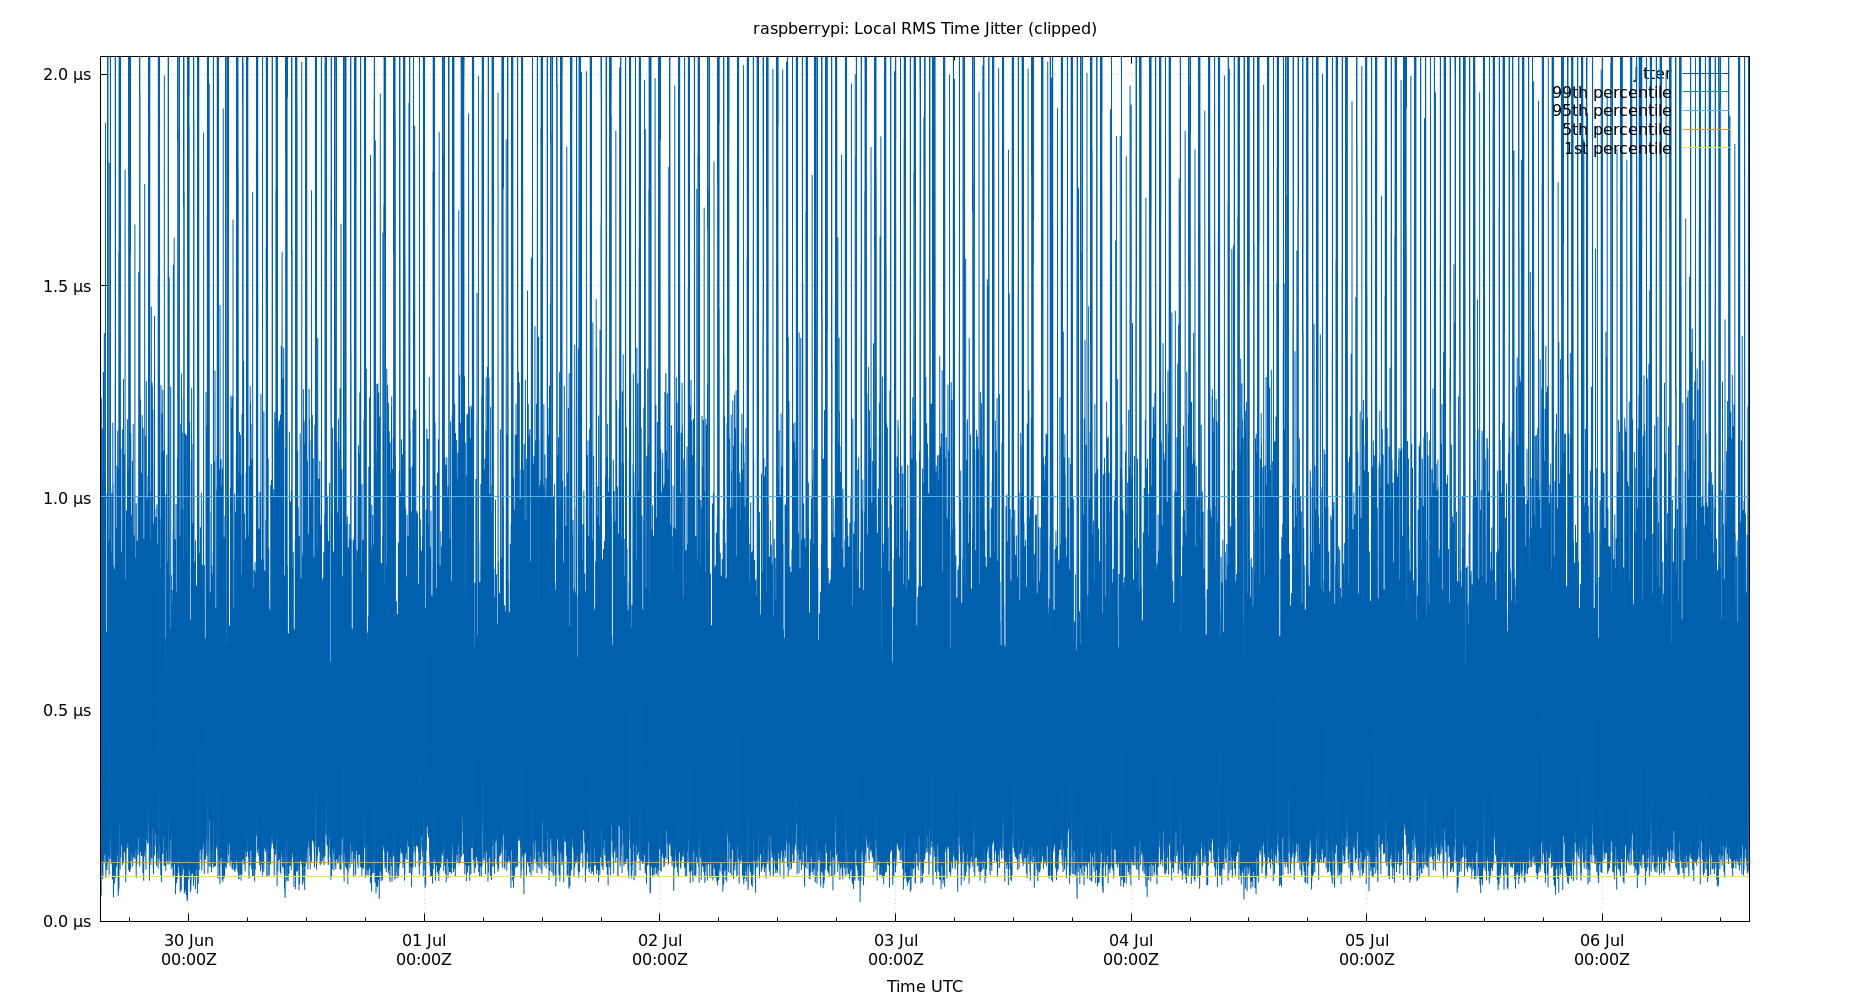 raspberrypi: Local RMS Time Jitter (clipped)
2.0 µs
1.5 µs
1.0 µs
0.5 µs
0.0 µs
jitter
99th percentile
95th percentile
5th percentile
1st percentile
30 Jun 01 Jul 02 Jul 03 Jul 04 Jul 05 Jul 06 Jul
00:00Z 00:00Z 00:00Z 00:00Z 00:00Z 00:00Z 00:00Z
Time UTC